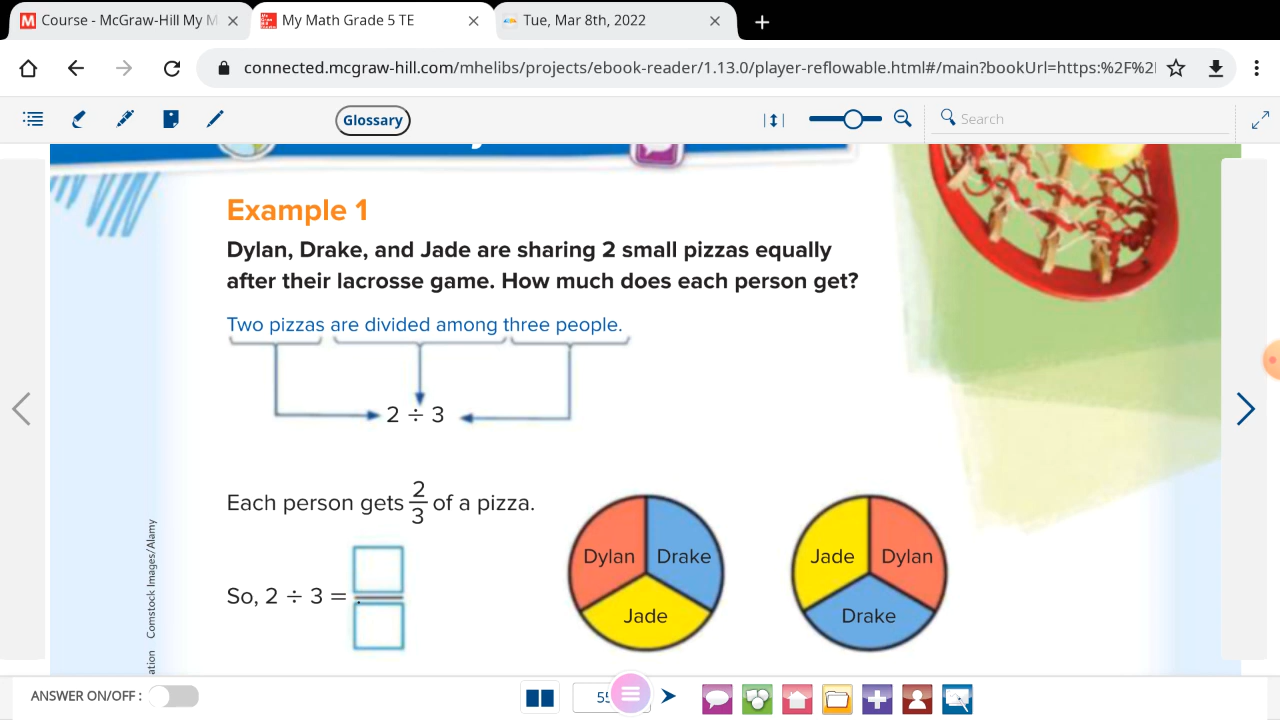 Course - McGraw-Hill My M
My Math Grade 5 TE
Tue, Mar 8th, 2022
connected.mcgraw-hill.com/mhelibs/projects/ebook-reader/1.13.0/player-reflowable.html#/main?bookUrl=https:%2F%2
Glossary
Search
Example 1
Dylan, Drake, and Jade are sharing 2 small pizzas equally
after their lacrosse game. How much does each person get?
Two pizzas are divided among three people.
2 ÷ 3
Each person gets 2/3 of a pizza.
So, 2 ÷ 3 =
Dylan Drake
Jade
Jade Dylan
Drake
Comstock Images/Alamy
ANSWER ON/OFF :